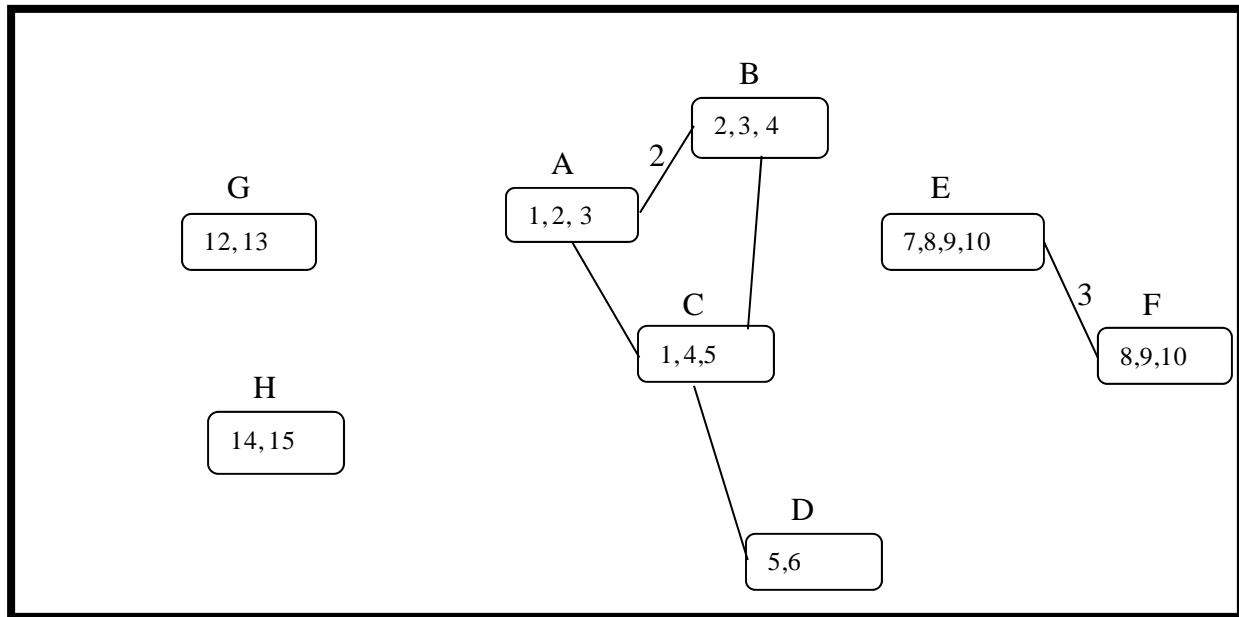 B
2, 3, 4
2
A
1, 2, 3
G
12, 13
E
7,8,9,10
3
F
8,9,10
C
1, 4,5
H
14, 15
D
5,6